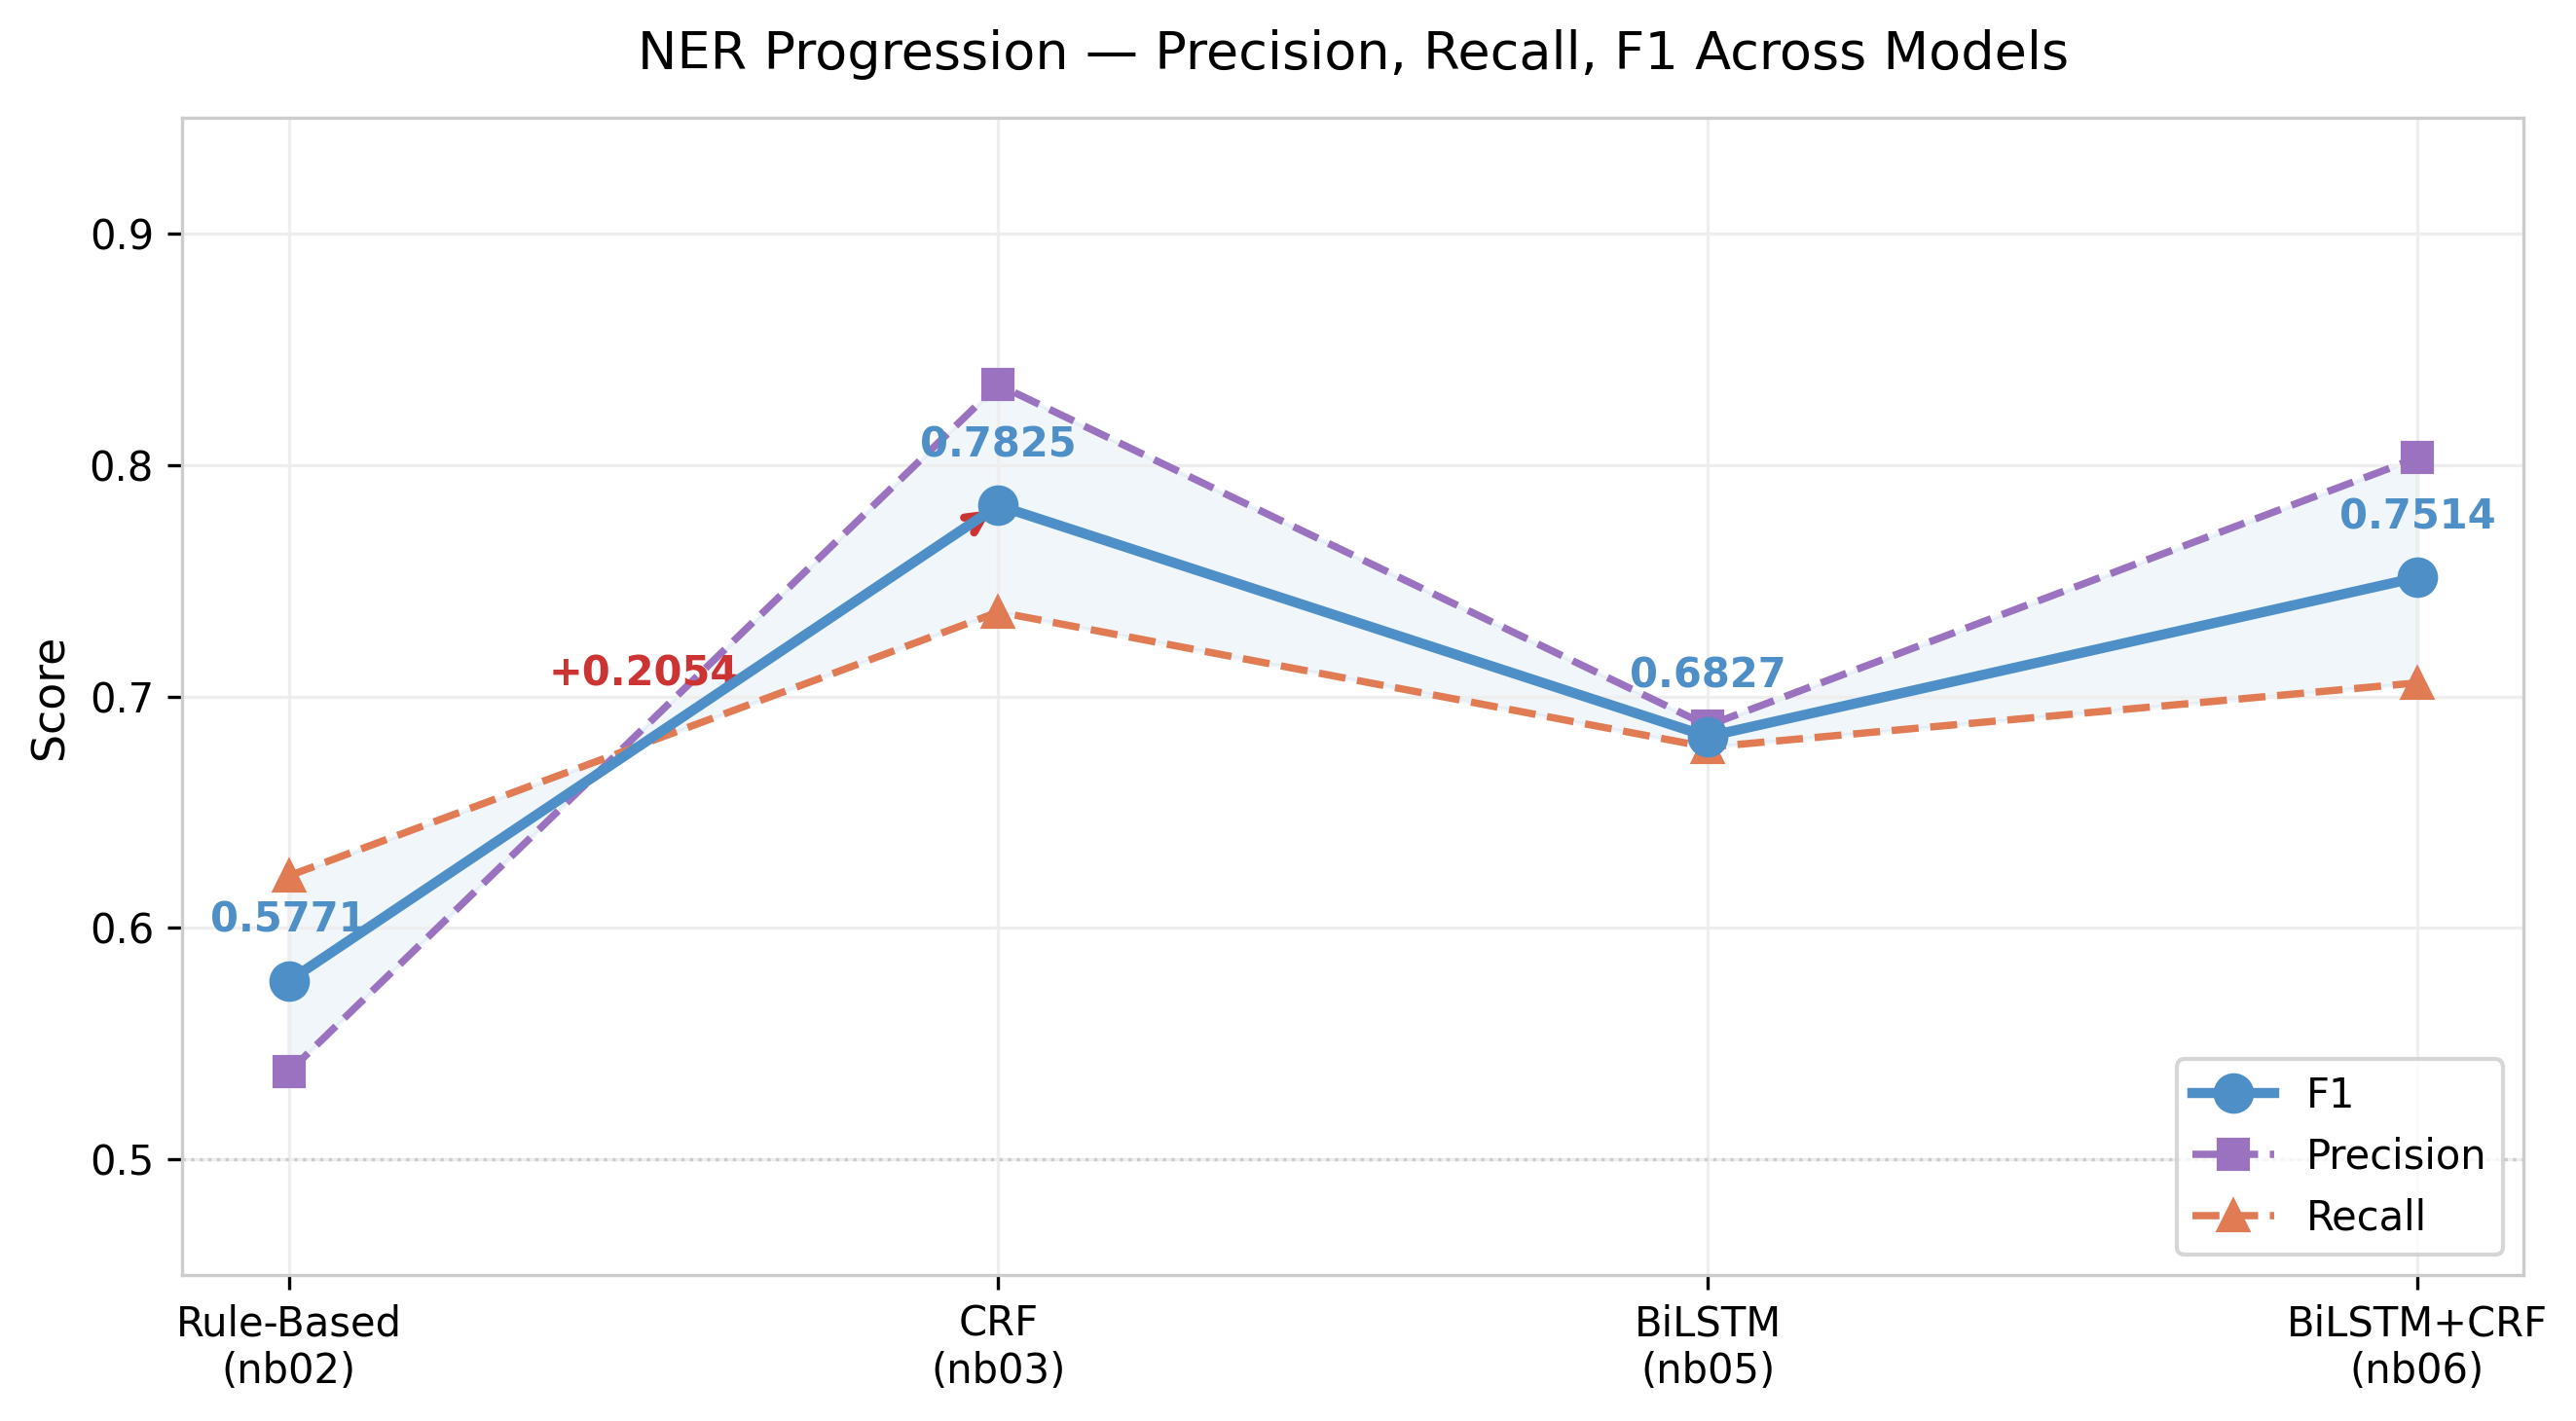 NER Progression — Precision, Recall, F1 Across Models
Score
0.9
0.8
0.7
0.6
0.5
0.5771
+0.2054
0.7825
0.6827
0.7514
F1
Precision
Recall
Rule-Based
(nb02)
CRF
(nb03)
BiLSTM
(nb05)
BiLSTM+CRF
(nb06)